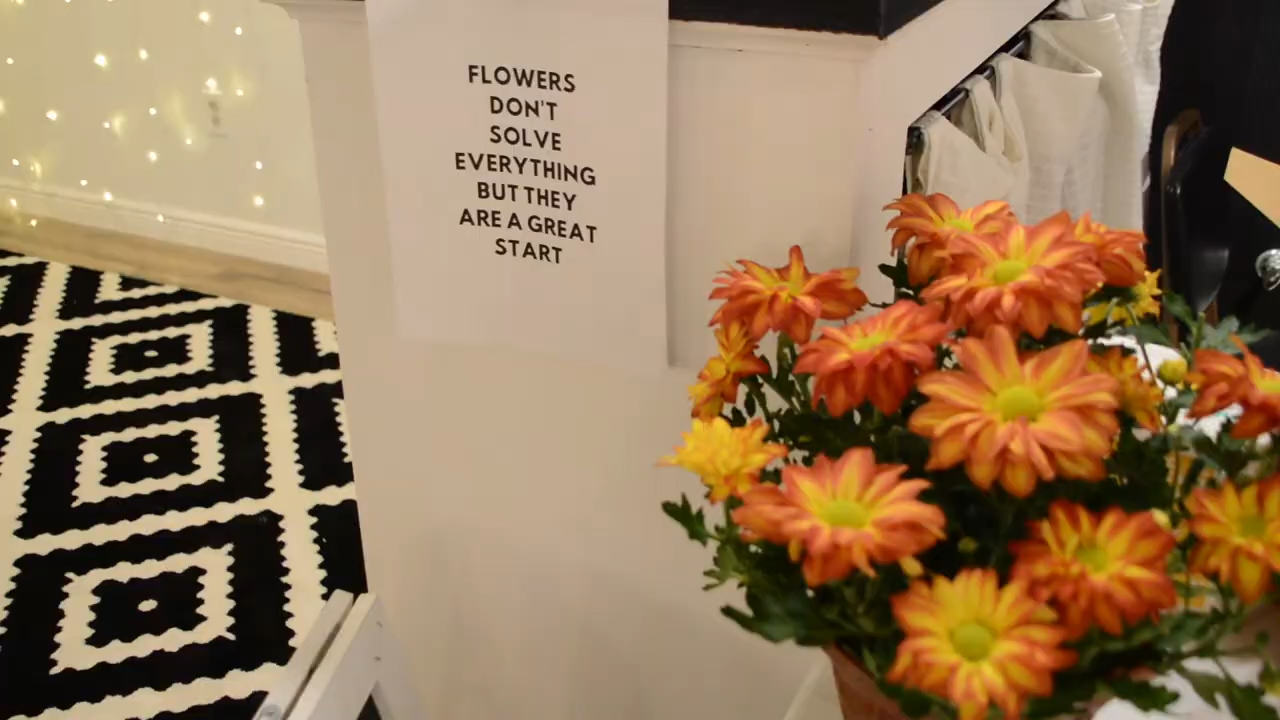 FLOWERS
DON'T
SOLVE
EVERYTHING
BUT THEY
ARE A GREAT
START